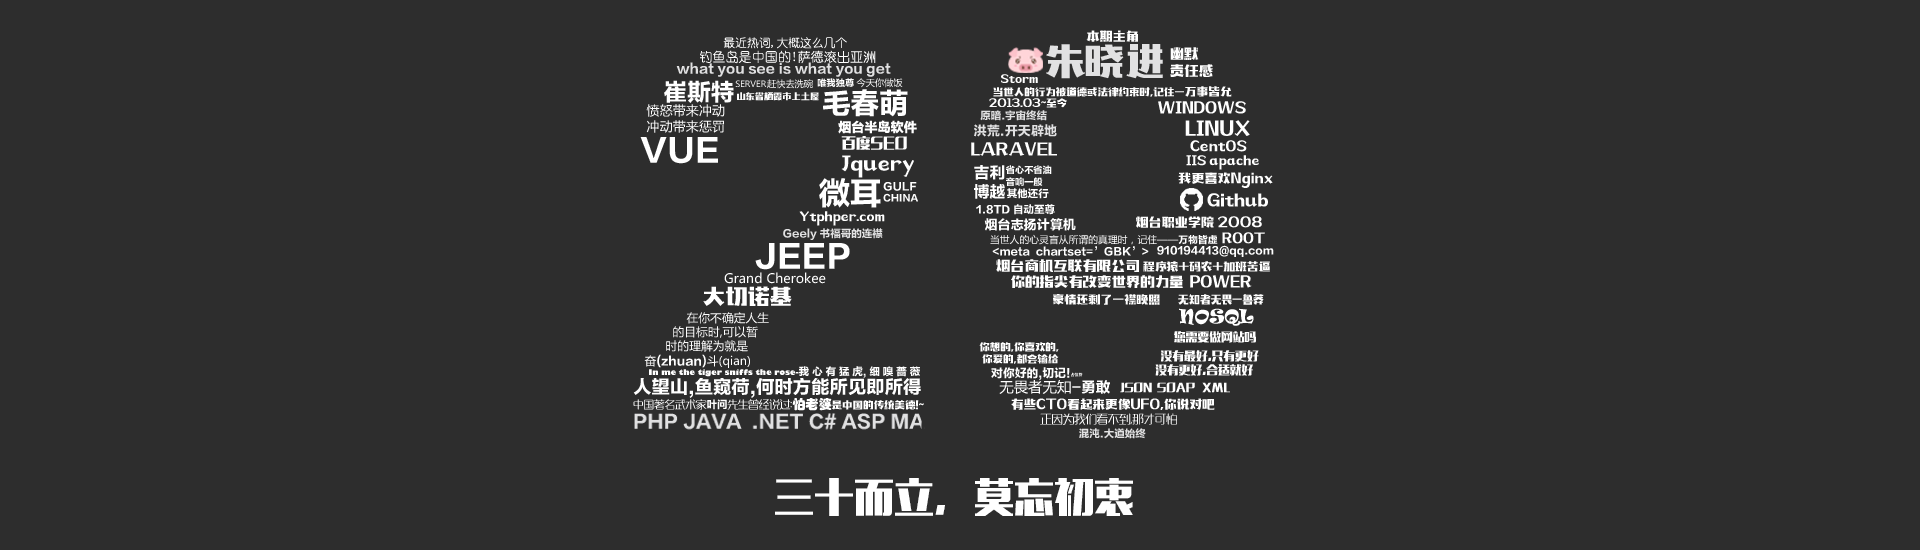 最近热词,大概这么几个
钓鱼岛是中国的!萨德滚出亚洲
what you see is what you get
崔斯特
SERVER赶快去洗碗 唯我独尊 今天你做饭
山东省栖霞市上土屋
毛春萌
愤怒带来冲动
冲动带来惩罚
烟台半岛软件
VUE
百度SEO
Jquery
微耳
GULF
CHINA
Ytphper.com
Geely 书福哥的连襟
JEEP
Grand Cherokee
大切诺基
在你不确定人生
的目标时,可以暂
时的理解为就是
奋(zhuan)斗(qian)
In me the tiger sniffs the rose-我心有猛虎,细嗅蔷薇
人望山,鱼窥荷,何时方能所见即所得
中国著名武术家叶问先生曾经说过怕老婆是中国的传统美德!~
PHP JAVA .NET C# ASP MA
本期主角
朱晓进
幽默
责任感
Storm
当世人的行为被道德或法律约束时,记住一万事皆允
2013.03~至今
WINDOWS
原暗.宇宙终结
洪荒.开天辟地
LINUX
LARAVEL
CentOS
IIS apache
吉利
省心不省油
音响一般
我更喜欢Nginx
博越
其他还行
Github
1.8TD 自动至尊
烟台志扬计算机
烟台职业学院 2008
当世人的心灵盲从所谓的真理时，记住——万物皆虚 ROOT
<meta chartset=’ GBK’ > 910194413@qq.com
烟台商机互联有限公司 程序猿+码农+加班苦逼
你的指尖有改变世界的力量 POWER
豪情还剩了一襟晚照 无知者无畏一鲁莽
NOSQL
您需要做网站吗
你想的,你喜欢的,
你爱的,都会输给
对你好的,切记!
没有最好,只有更好
没有更好,合适就好
无畏者无知-勇敢 JSON SOAP XML
有些CTO看起来更像UFO,你说对吧
正因为我们看不到,那才可怕
混沌.大道始终
三十而立，莫忘初衷